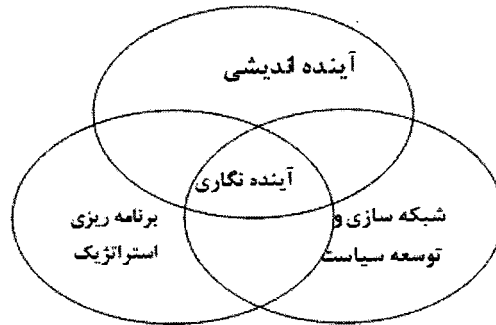 آینده اندیشی
آینده نگاری
شبکه سازی و
توسعه سیاست
برنامه ریزی
استراتژیک